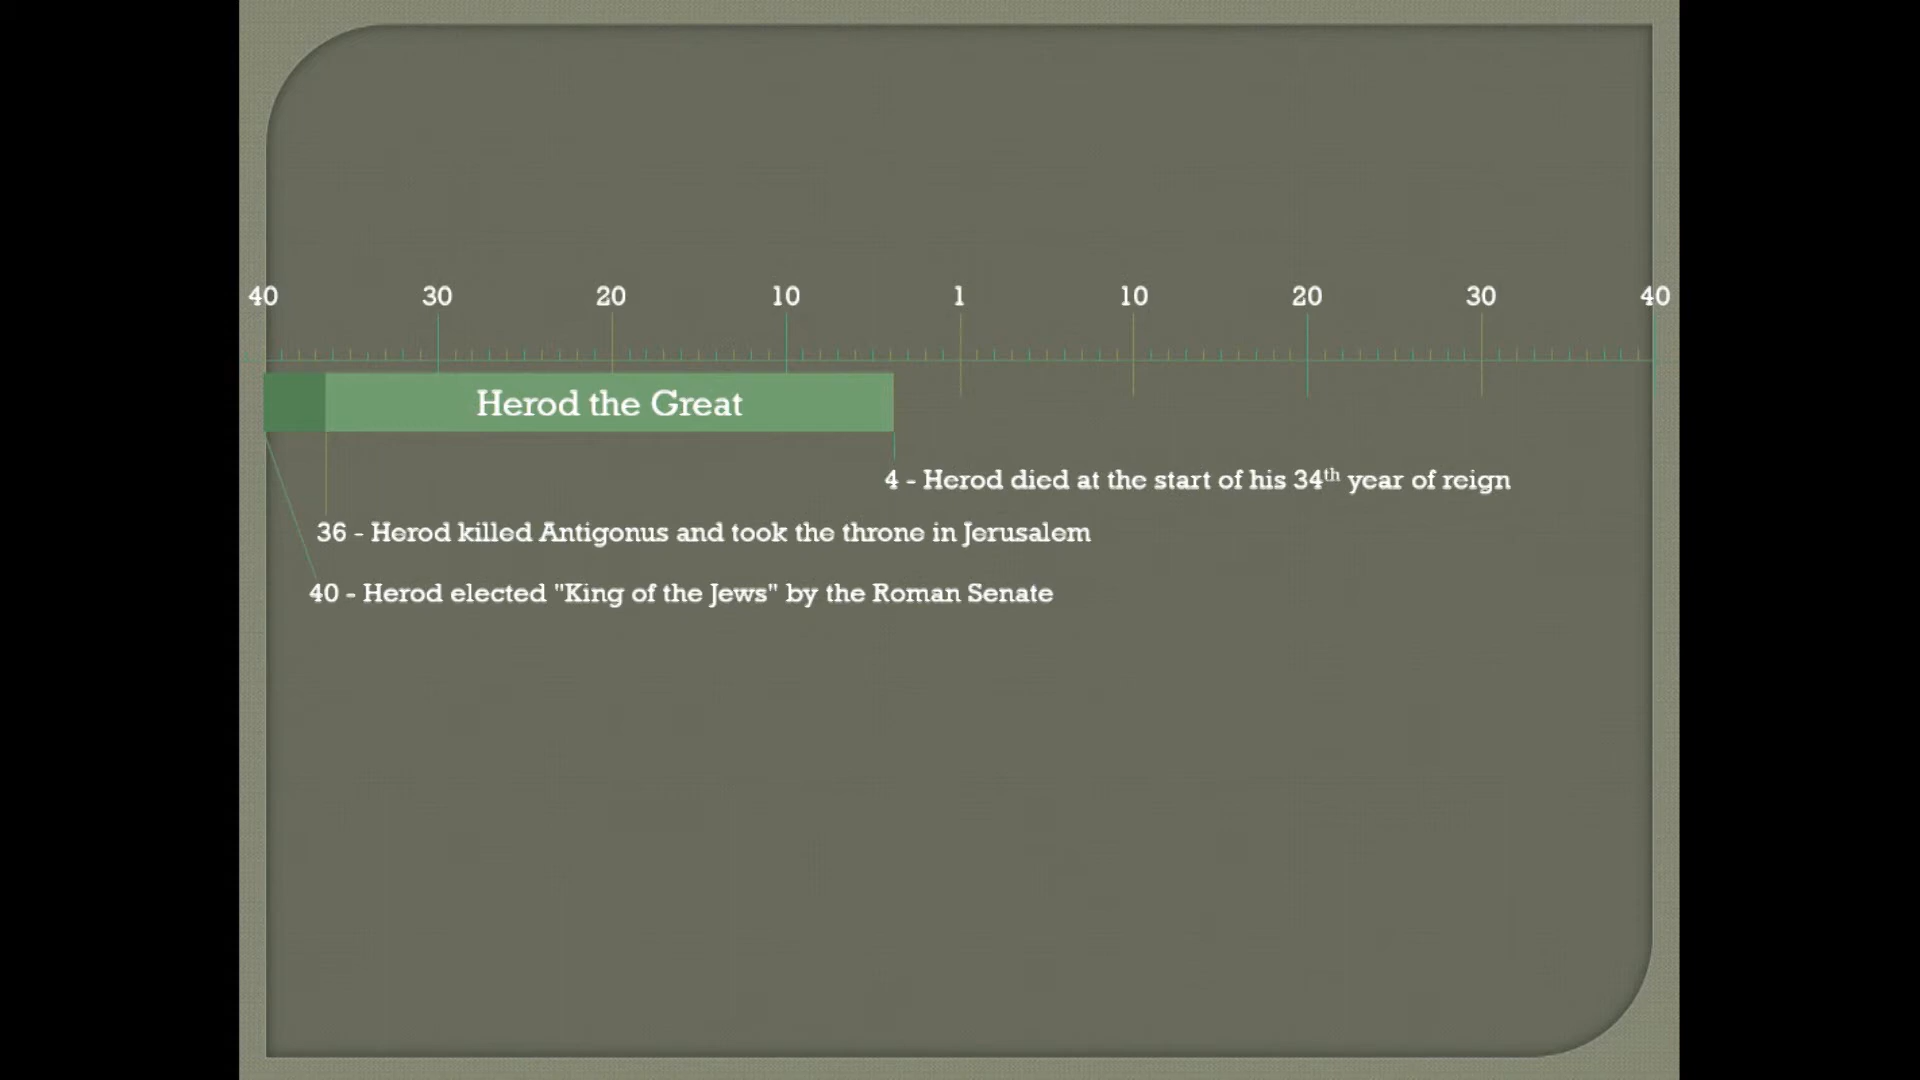 40 30 20 10 1 10 20 30 40
Herod the Great
4 - Herod died at the start of his 34th year of reign
36 - Herod killed Antigonus and took the throne in Jerusalem
40 - Herod elected "King of the Jews" by the Roman Senate